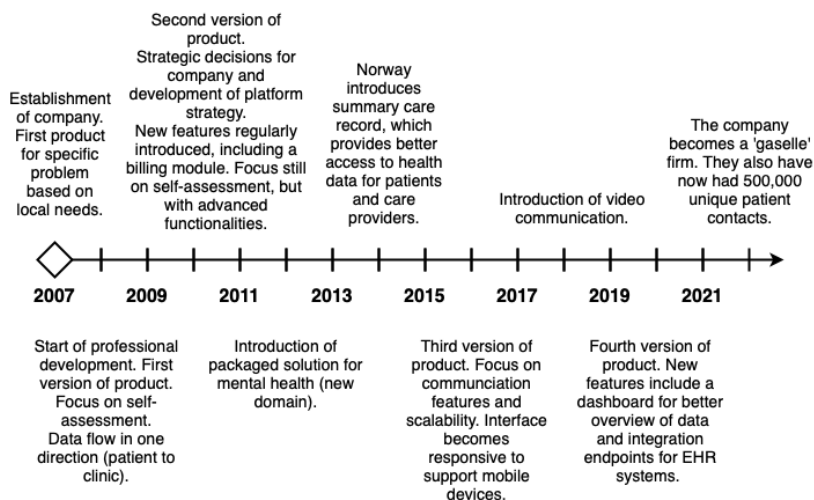 Establishment
of company.
First product
for specific
problem
based on
local needs.
Second version of
product.
Strategic decisions for
company and
development of platform
strategy.
New features regularly
introduced, including a
billing module. Focus still
on self-assessment, but
with advanced
functionalities.
Norway
introduces
summary care
record, which
provides better
access to health
data for patients
and care
providers.
Introduction of video
communication.
The company
becomes a 'gaselle'
firm. They also have
now had 500,000
unique patient
contacts.
2007
2009
2011
2013
2015
2017
2019
2021
Start of professional
development. First
version of product.
Focus on self-
assessment.
Data flow in one
direction (patient to
clinic).
Introduction of
packaged solution for
mental health (new
domain).
Third version of
product. Focus on
communciation
features and
scalability. Interface
becomes
responsive to
support mobile
devices.
Fourth version of
product. New
features include a
dashboard for better
overview of data
and integration
endpoints for EHR
systems.